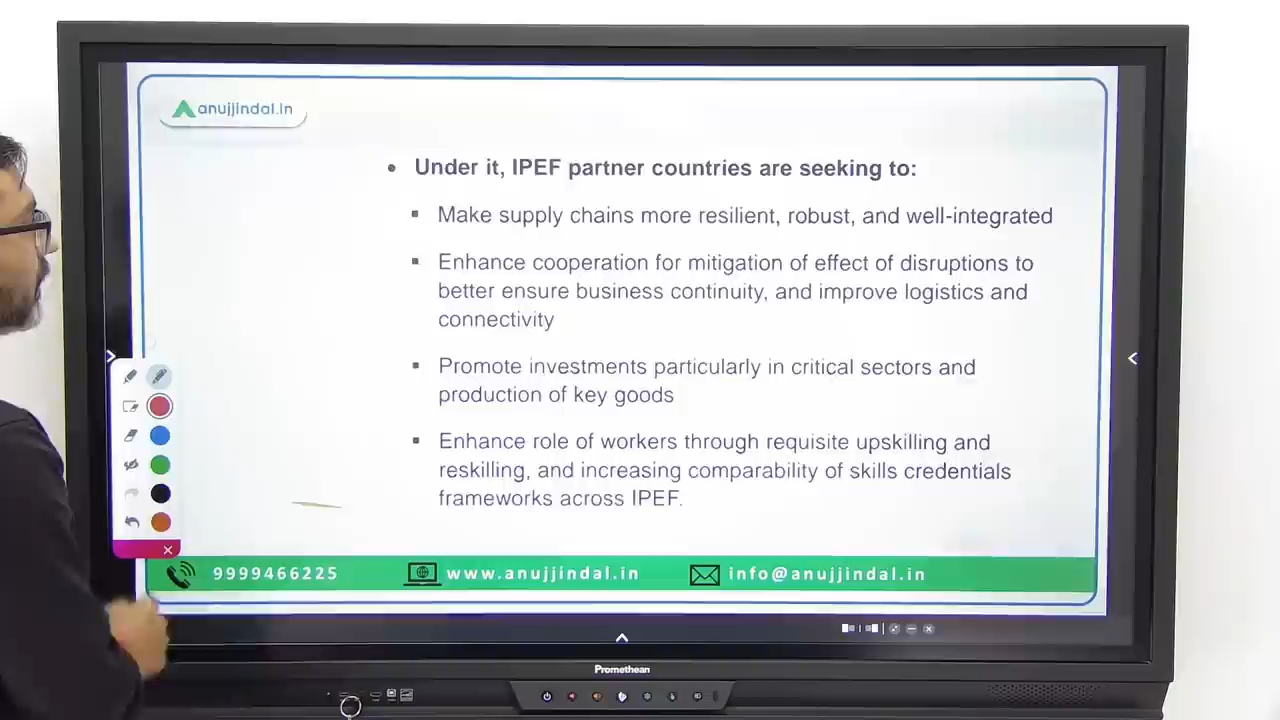 anujjindal.in
• Under it, IPEF partner countries are seeking to:
▪ Make supply chains more resilient, robust, and well-integrated
▪ Enhance cooperation for mitigation of effect of disruptions to
better ensure business continuity, and improve logistics and
connectivity
▪ Promote investments particularly in critical sectors and
production of key goods
▪ Enhance role of workers through requisite upskilling and
reskilling, and increasing comparability of skills credentials
frameworks across IPEF.
9999466225 www.anujjindal.in info@anujjindal.in
Promethean